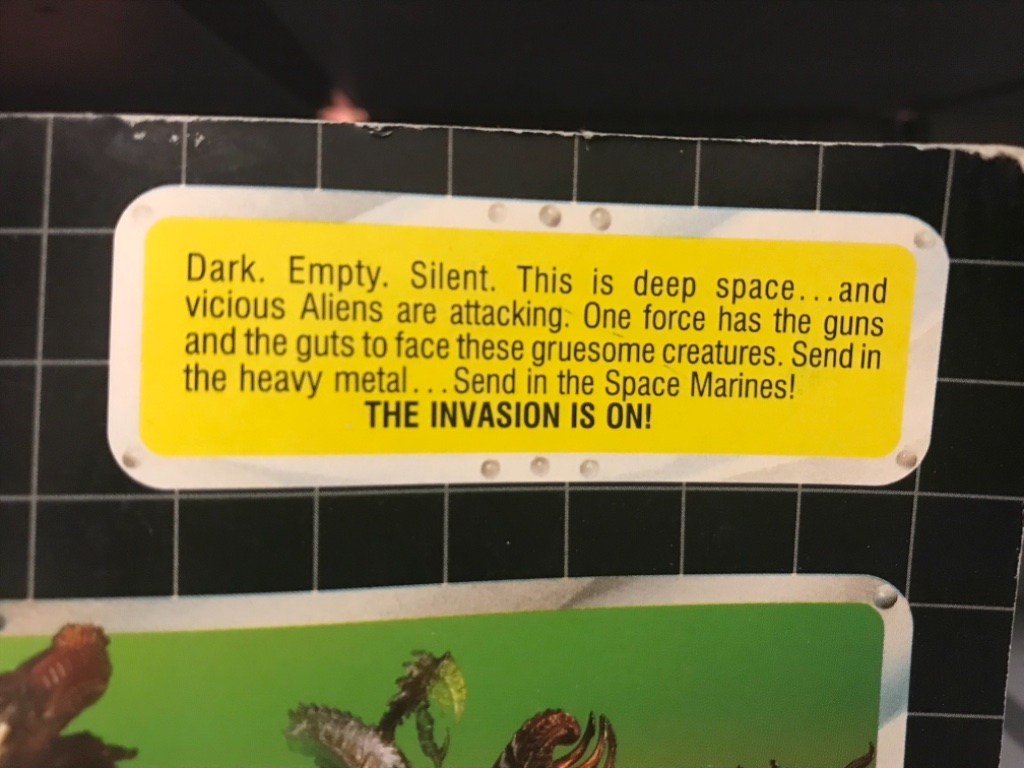 Dark. Empty. Silent. This is deep space...and
vicious Aliens are attacking. One force has the guns
and the guts to face these gruesome creatures. Send in
the heavy metal...Send in the Space Marines!
THE INVASION IS ON!